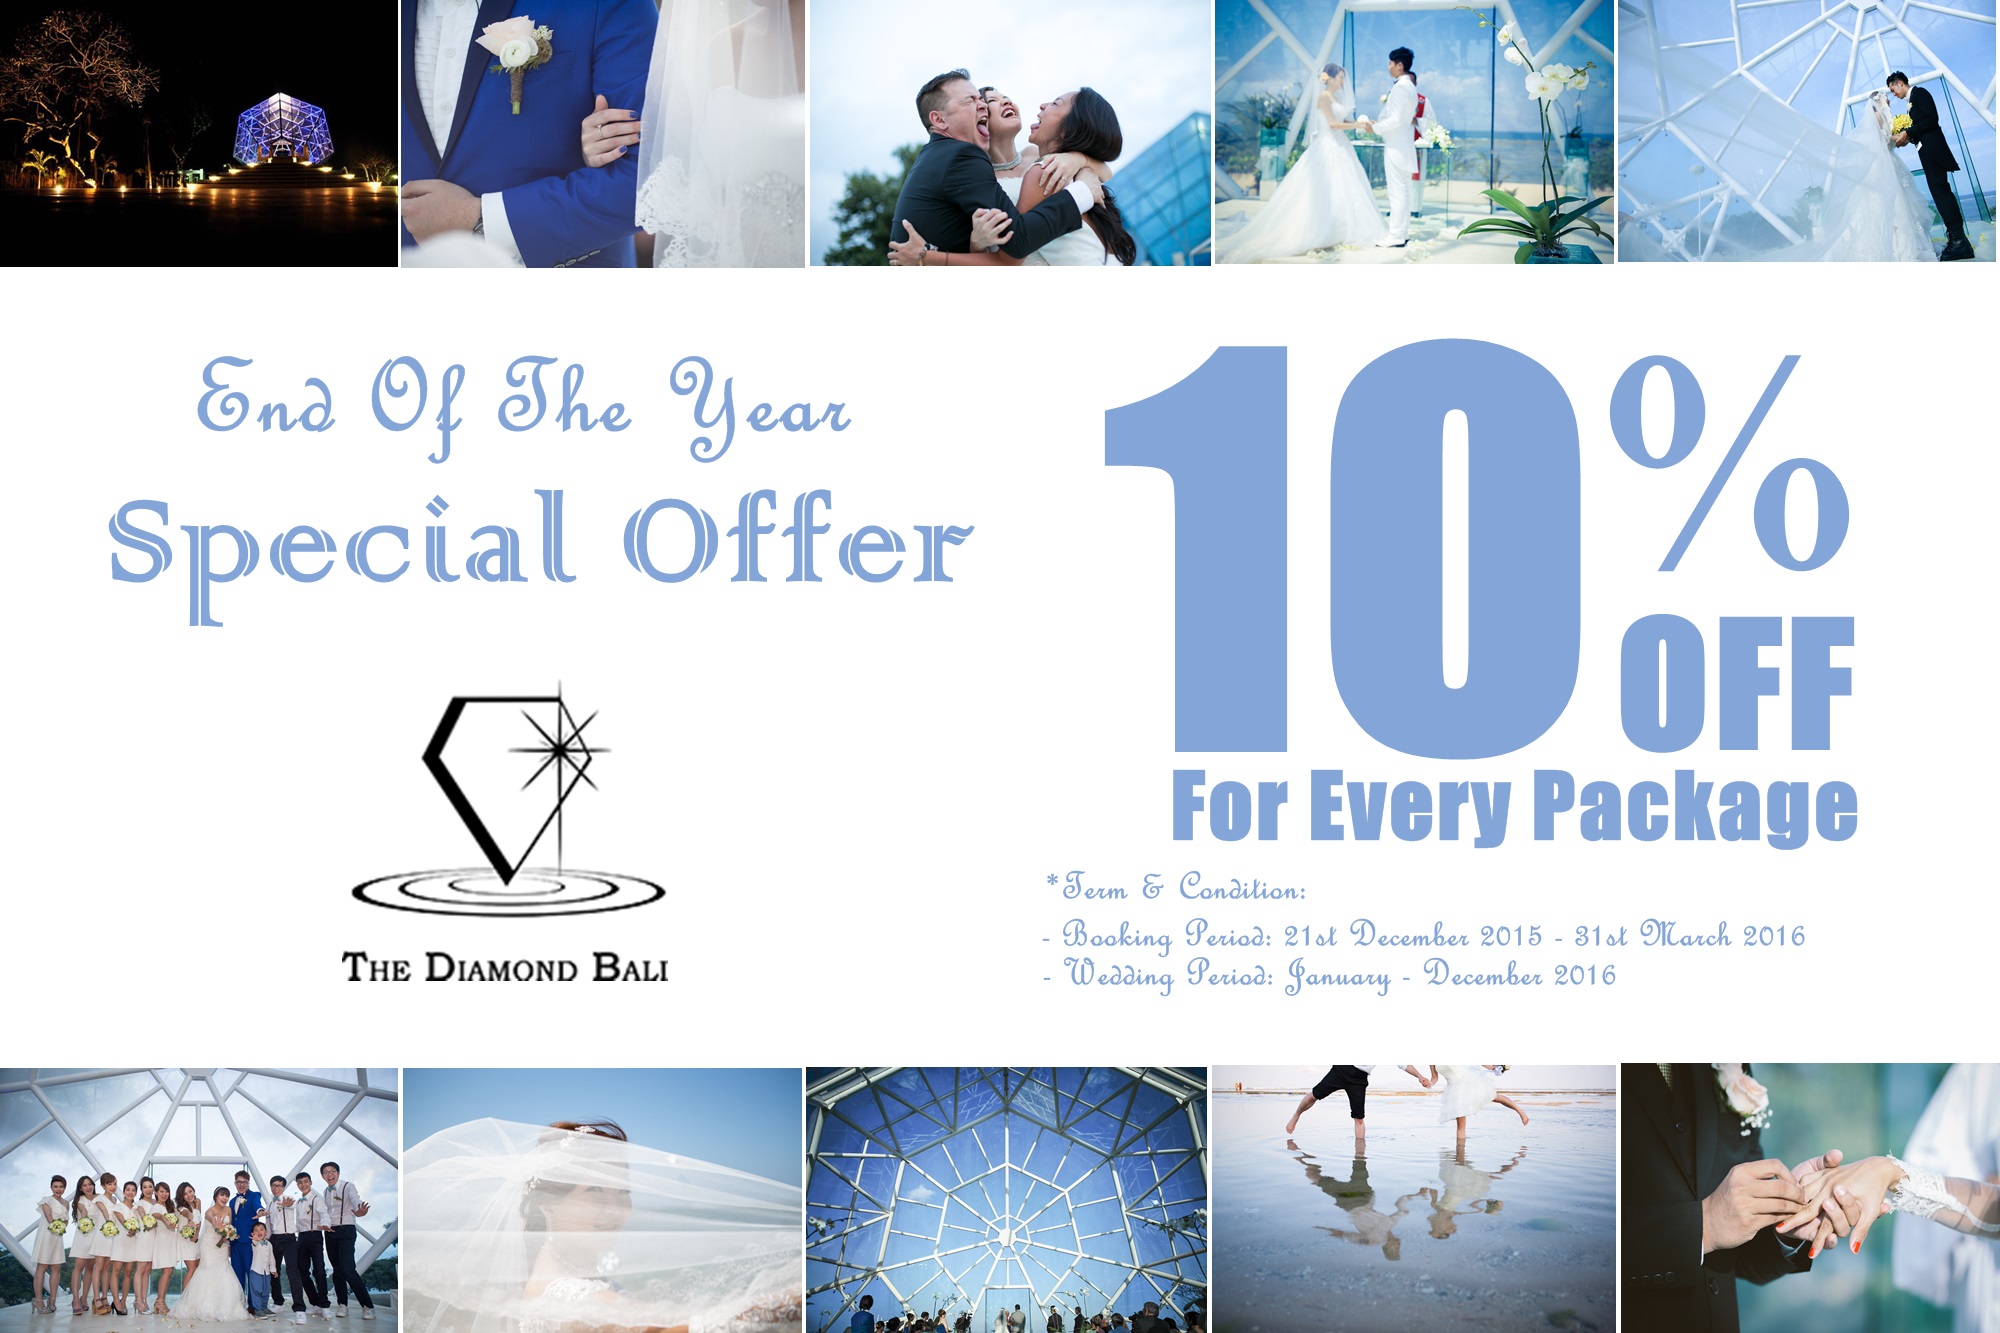 End Of The Year
Special Offer
10%
OFF
For Every Package
THE DIAMOND BALI
*Term & Condition:
- Booking Period: 21st December 2015 - 31st March 2016
- Wedding Period: January - December 2016